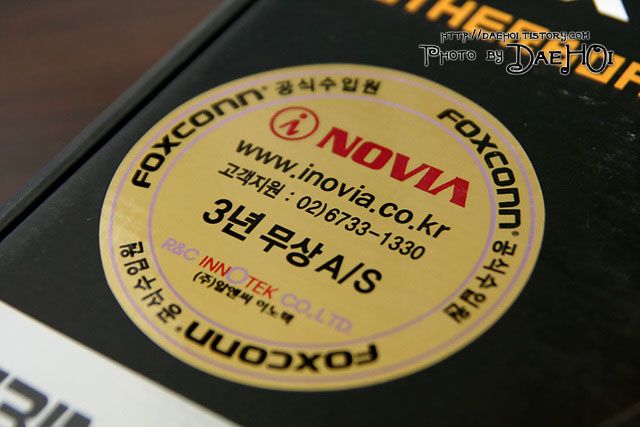 HTTP://DAEHOI.TISTORY.COM
PHOTO BY DAEHOI
FOXCONN® 공식수입원
FOXCONN® 공식수입원
FOXCONN® 공식수입원
i NOVIA
www.inovia.co.kr
고객지원 : 02)6733-1330
3년 무상 A/S
R&C INNOTEK CO.,LTD.
(주)알앤씨 이노텍